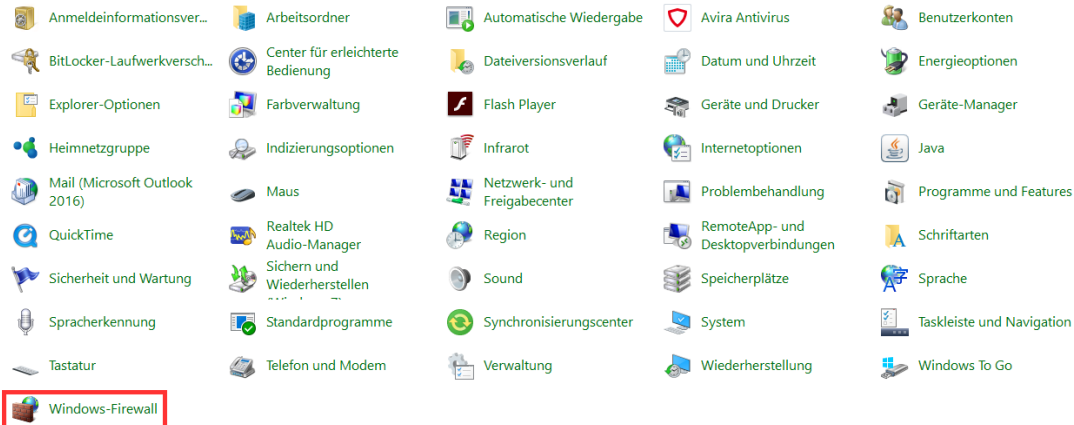 Anmeldeinformationsver...
Arbeitsordner
Automatische Wiedergabe
Avira Antivirus
Benutzerkonten
BitLocker-Laufwerkversch...
Center für erleichterte
Bedienung
Dateiversionsverlauf
Datum und Uhrzeit
Energieoptionen
Explorer-Optionen
Farbverwaltung
Flash Player
Geräte und Drucker
Geräte-Manager
Heimnetzgruppe
Indizierungsoptionen
Infrarot
Internetoptionen
Java
Mail (Microsoft Outlook
2016)
Maus
Netzwerk- und
Freigabecenter
Problembehandlung
Programme und Features
QuickTime
Realtek HD
Audio-Manager
Region
RemoteApp- und
Desktopverbindungen
Schriftarten
Sicherheit und Wartung
Sichern und
Wiederherstellen
Sound
Speicherplätze
Sprache
Spracherkennung
Standardprogramme
Synchronisierungscenter
System
Taskleiste und Navigation
Tastatur
Telefon und Modem
Verwaltung
Wiederherstellung
Windows To Go
Windows-Firewall